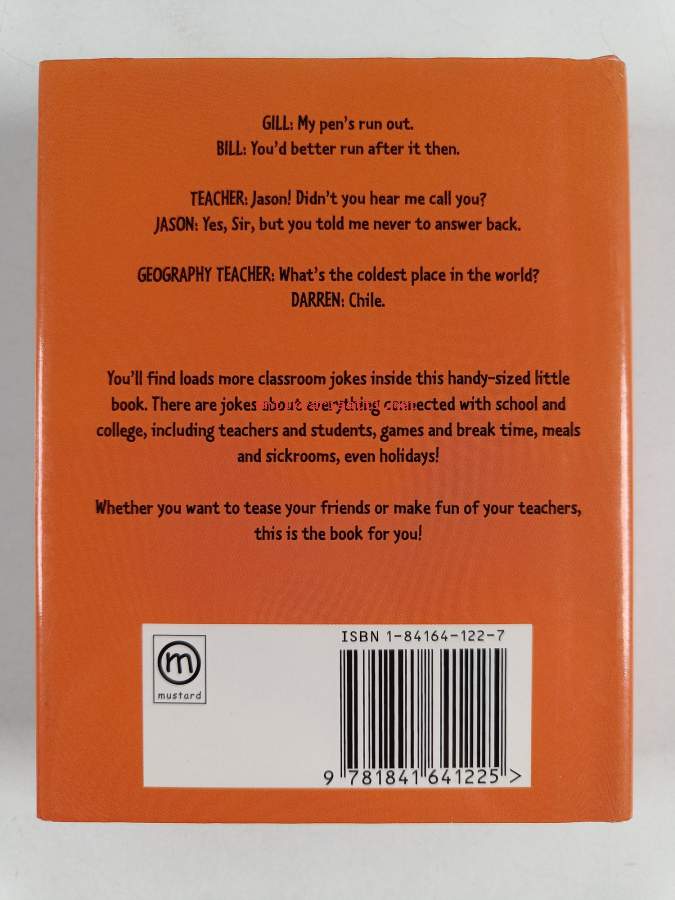 GILL: My pen's run out.
BILL: You'd better run after it then.
TEACHER: Jason! Didn't you hear me call you?
JASON: Yes, Sir, but you told me never to answer back.
GEOGRAPHY TEACHER: What's the coldest place in the world?
DARREN: Chile.
You'll find loads more classroom jokes inside this handy-sized little
book. There are jokes about everything connected with school and
college, including teachers and students, games and break time, meals
and sickrooms, even holidays!
Whether you want to tease your friends or make fun of your teachers,
this is the book for you!
ISBN 1-84164-122-7
m
mustard
9 781841 641225 >